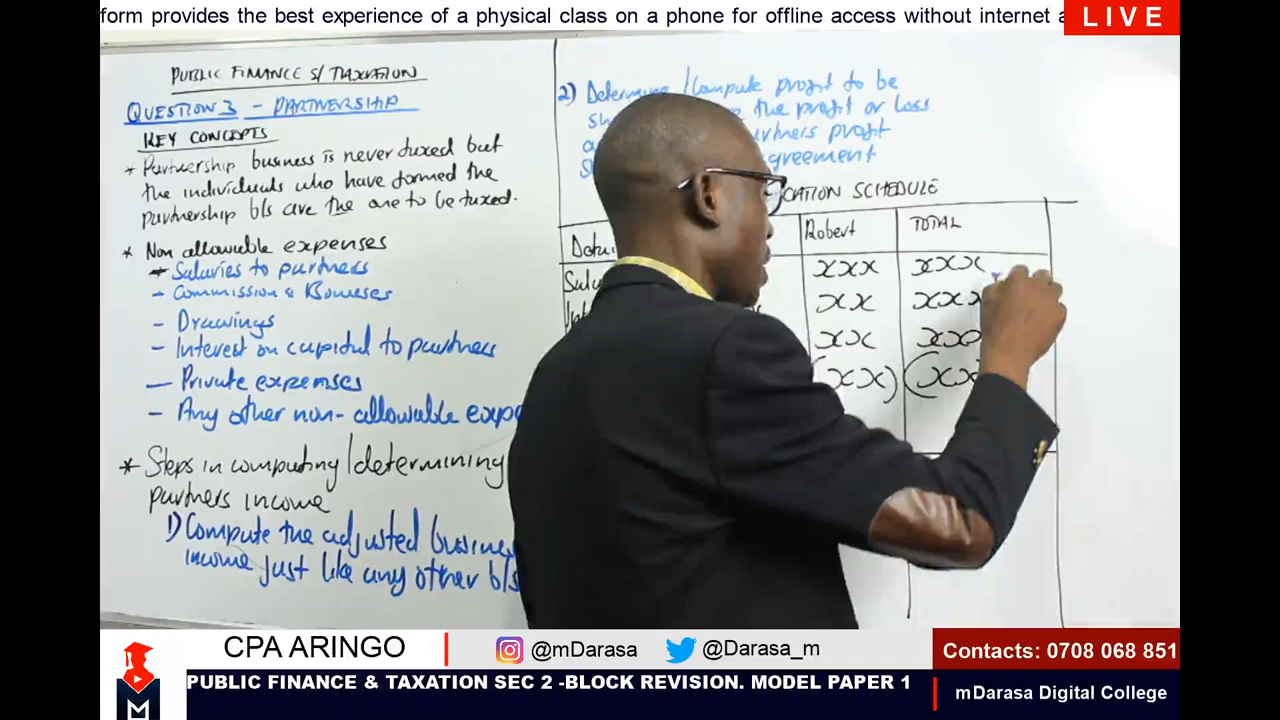 form provides the best experience of a physical class on a phone for offline access without internet a
LIVE
PUBLIC FINANCE & TAXATION
QUESTION 3 - PARTNERSHIP
KEY CONCEPTS
* Partnership business is never taxed but
the individuals who have formed the
partnership b/s are the one to be taxed.
* Non allowable expenses
- Salaries to partners
- Commission & Bonuses
- Drawings
- Interest on capital to partners
- Private expenses
- Any other non-allowable expe
* Steps in computing/determining
partners income
1) Compute the adjusted busine
income just like any other b/s
2) Determine/Compute profit to be
the profit or loss
partners profit
agreement
CATION SCHEDULE
Robert TOTAL
xxx xxx
xx xxx
xx xxx
(xx) (xx
CPA ARINGO
@mDarasa
@Darasa_m
Contacts: 0708 068 851
PUBLIC FINANCE & TAXATION SEC 2 -BLOCK REVISION. MODEL PAPER 1
mDarasa Digital College
M